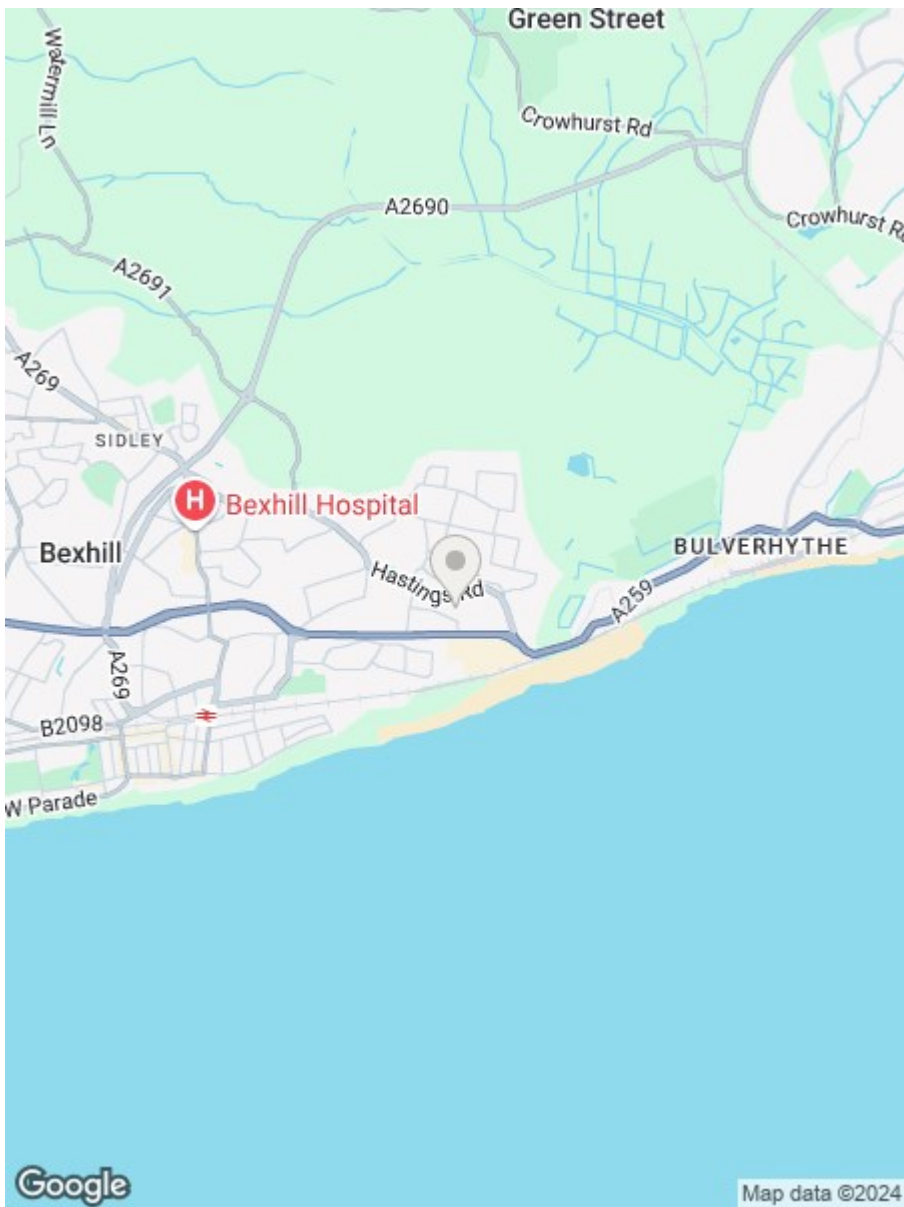 Green Street
Watermill Ln
Crowhurst Rd
A2690
Crowhurst Rd
A2691
A269
SIDLEY
H
Bexhill Hospital
Bexhill
BULVERHYTHE
Hastings Rd
A259
A269
B2098
W Parade
Google
Map data ©2024